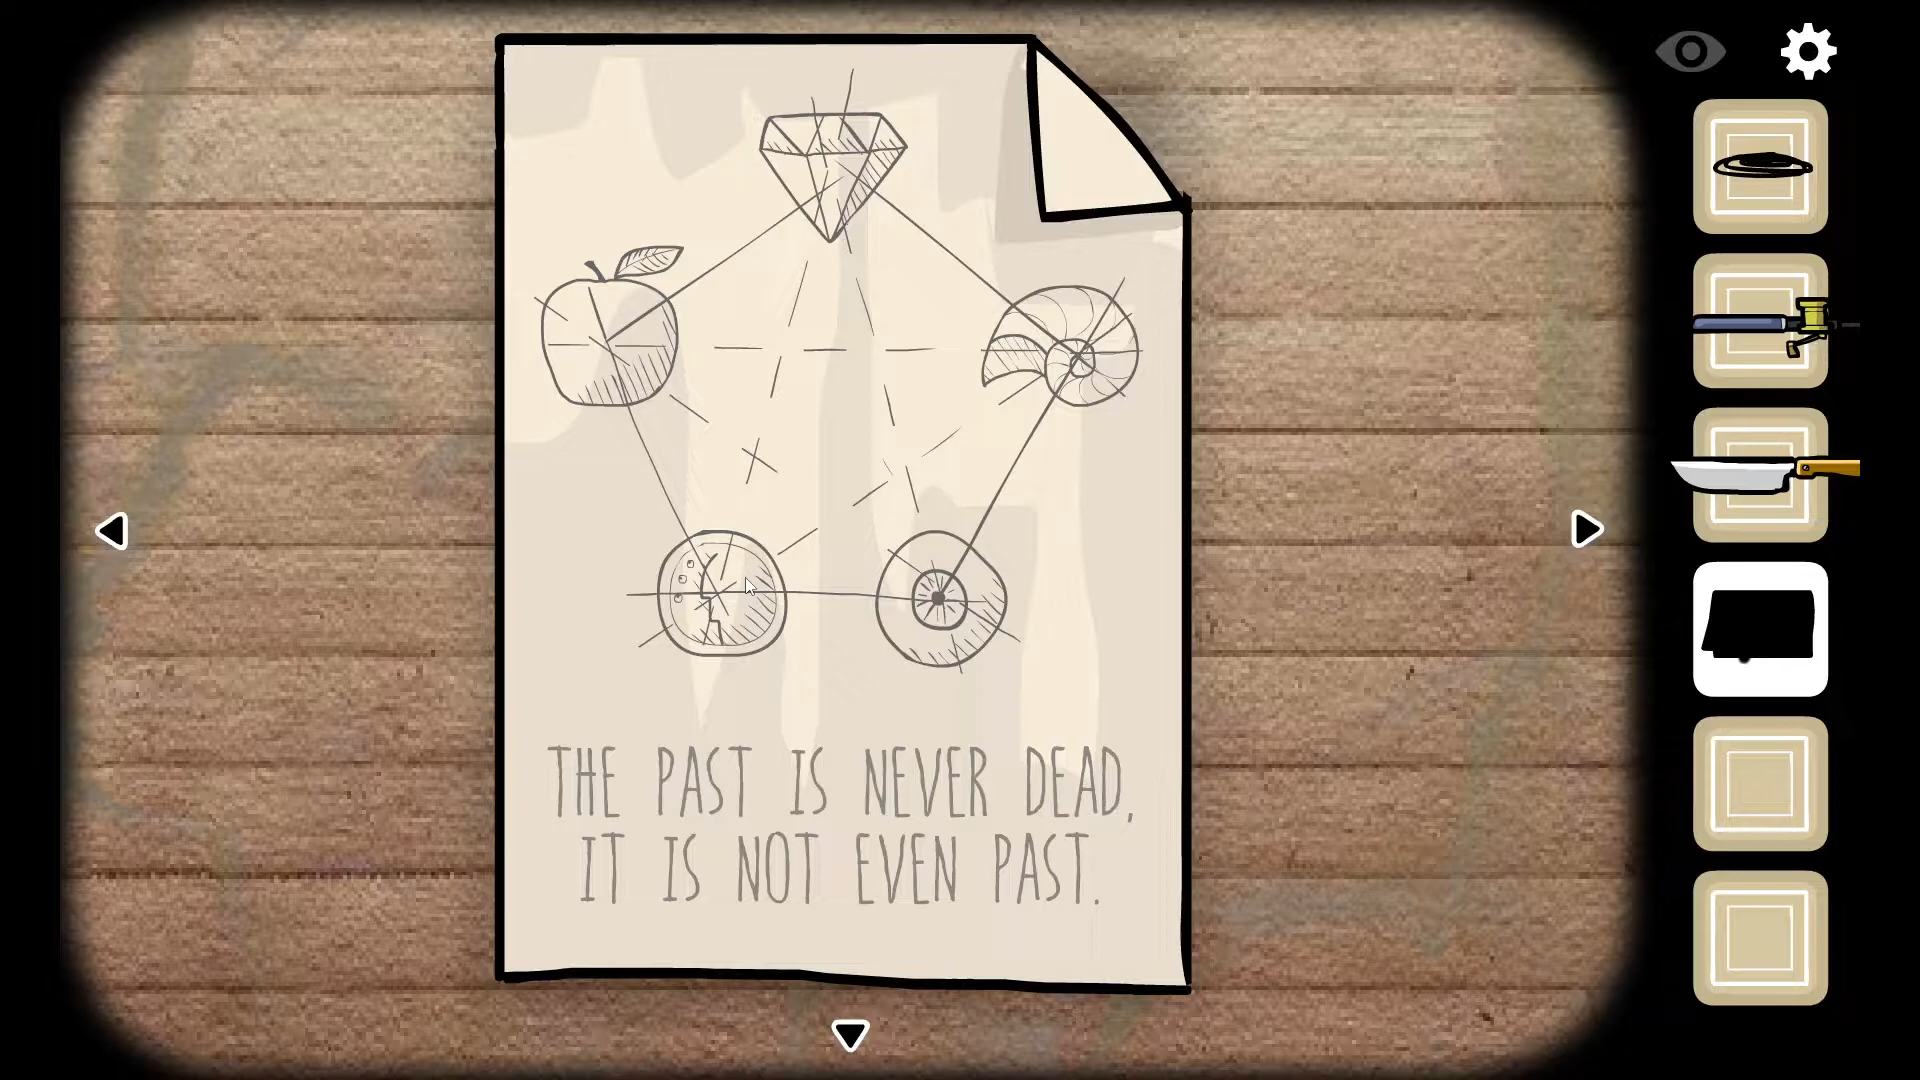 THE PAST IS NEVER DEAD,
IT IS NOT EVEN PAST.